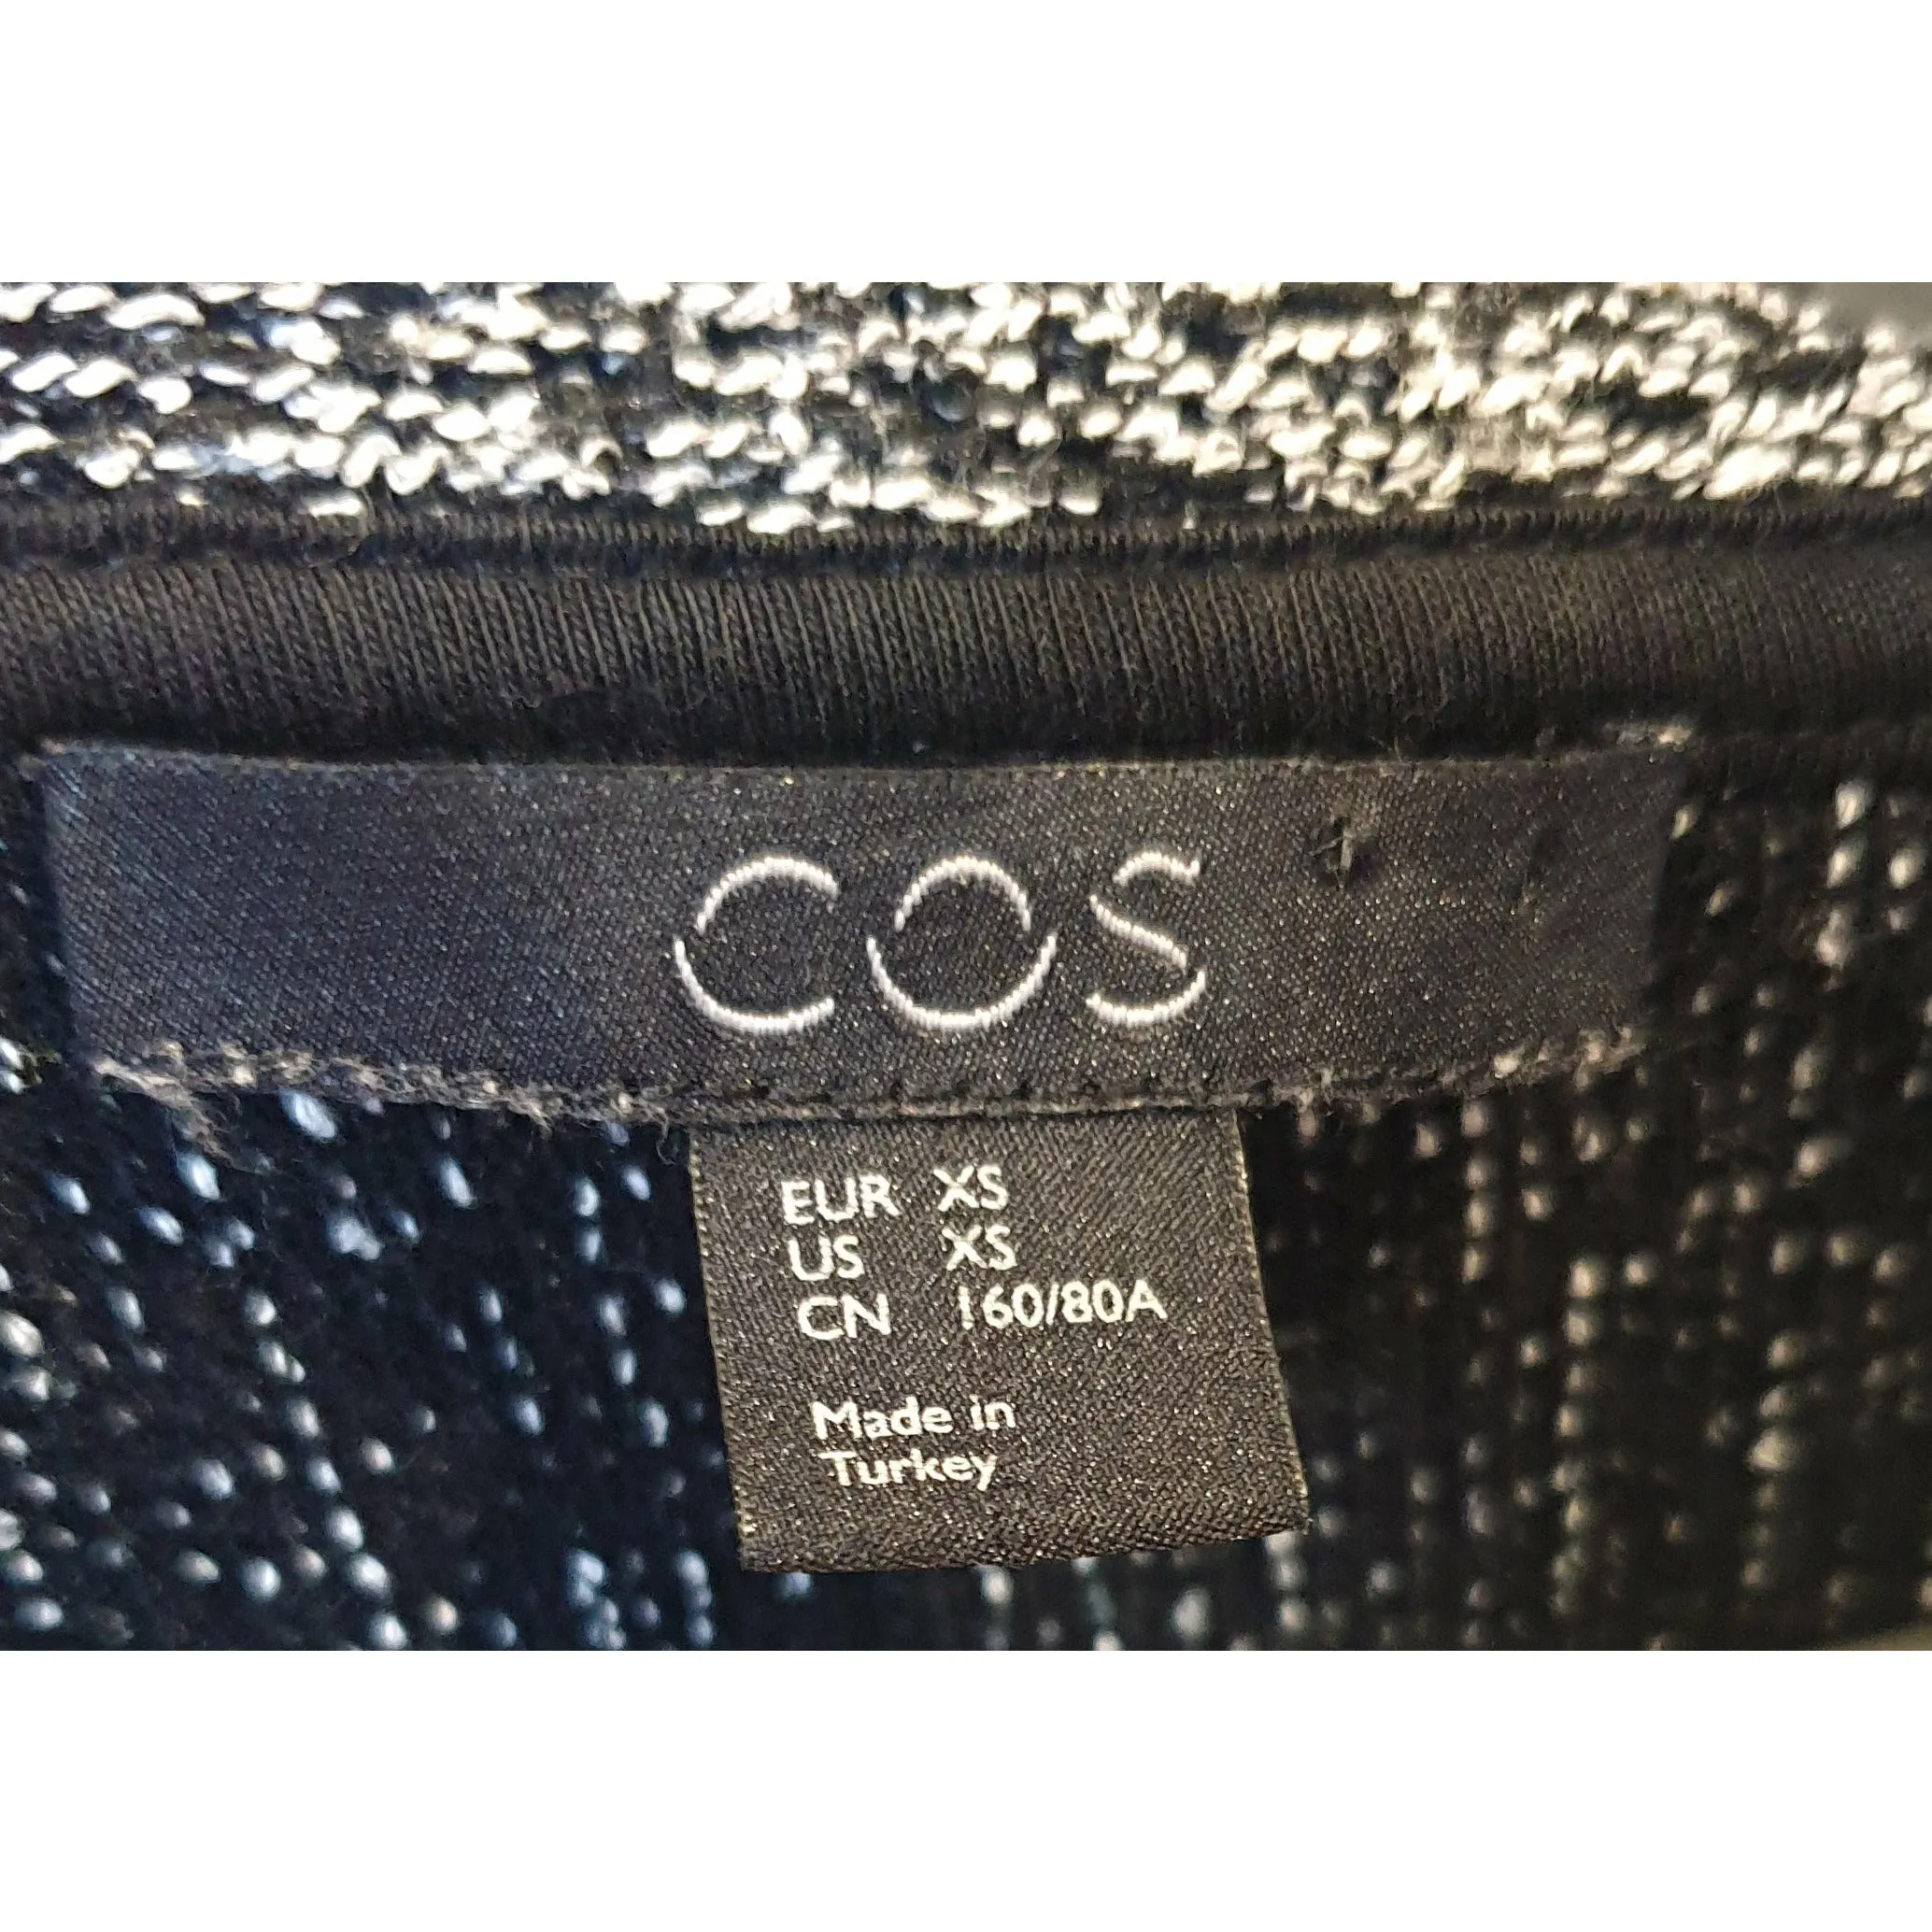 COS
EUR XS
US XS
CN 160/80A
Made in
Turkey